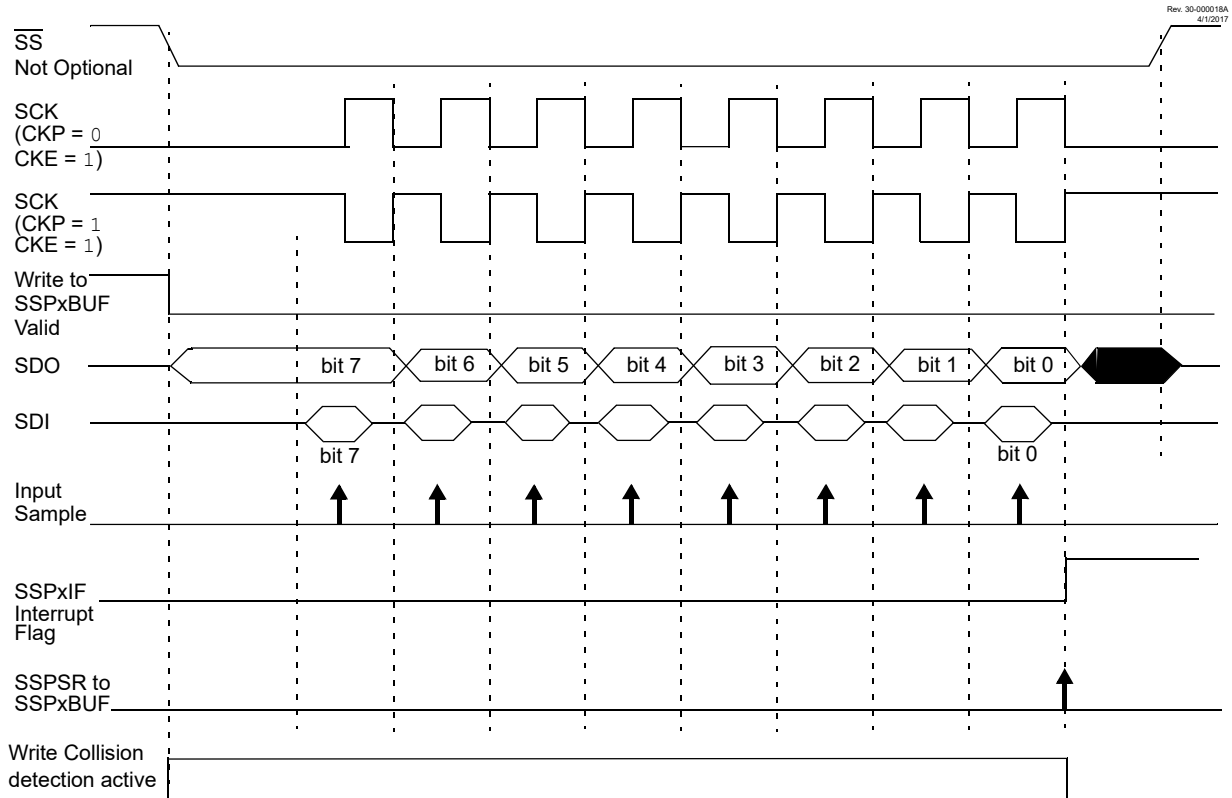 Rev. 30-000018A
4/1/2017
SS
Not Optional
SCK
(CKP = 0
CKE = 1)
SCK
(CKP = 1
CKE = 1)
Write to
SSPxBUF
Valid
SDO
bit 7
bit 6
bit 5
bit 4
bit 3
bit 2
bit 1
bit 0
SDI
bit 7
bit 0
Input
Sample
SSPxIF
Interrupt
Flag
SSPSR to
SSPxBUF
Write Collision
detection active